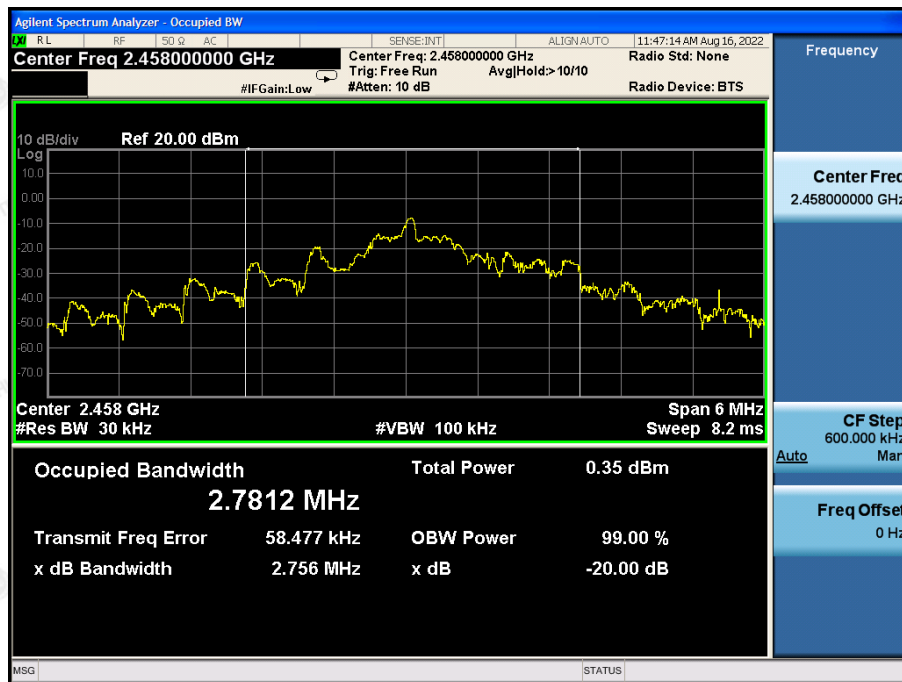 Agilent Spectrum Analyzer - Occupied BW
LXI RL RF 50 Ω AC SENSE:INT ALIGN AUTO 11:47:14 AM Aug 16, 2022
Center Freq 2.458000000 GHz
Center Freq: 2.458000000 GHz Radio Std: None
Trig: Free Run Avg|Hold:>10/10
#IFGain:Low #Atten: 10 dB Radio Device: BTS
10 dB/div Ref 20.00 dBm
Log
10.0
0.00
-10.0
-20.0
-30.0
-40.0
-50.0
-60.0
-70.0
Center 2.458 GHz Span 6 MHz
#Res BW 30 kHz #VBW 100 kHz Sweep 8.2 ms
Occupied Bandwidth Total Power 0.35 dBm
2.7812 MHz
Transmit Freq Error 58.477 kHz OBW Power 99.00 %
x dB Bandwidth 2.756 MHz x dB -20.00 dB
MSG STATUS
Frequency
Center Freq
2.458000000 GHz
CF Step
600.000 kHz
Auto Man
Freq Offset
0 Hz